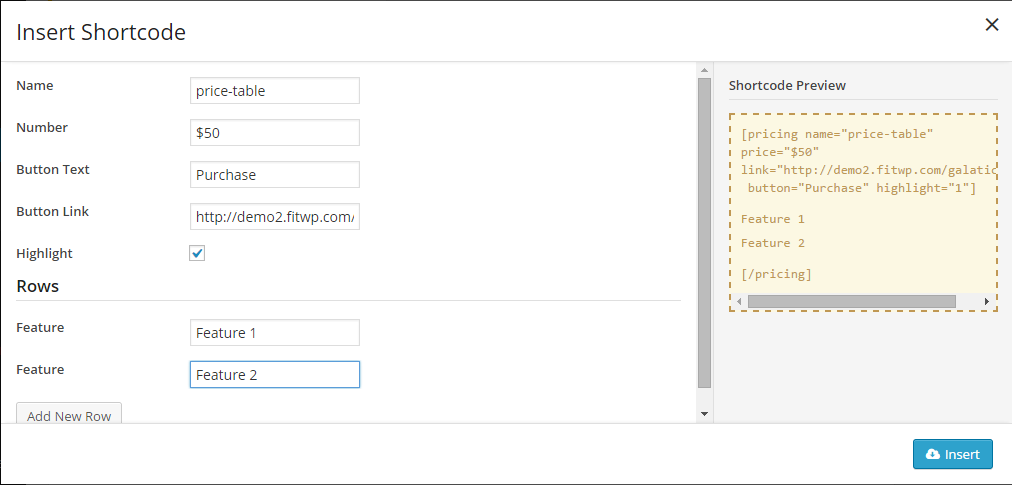 Insert Shortcode
Name
price-table
Number
$50
Button Text
Purchase
Button Link
http://demo2.fitwp.com/
Highlight
Rows
Feature
Feature 1
Feature
Feature 2
Add New Row
Shortcode Preview
[pricing name="price-table"
price="$50"
link="http://demo2.fitwp.com/galatic
button="Purchase" highlight="1"]
Feature 1
Feature 2
[/pricing]
Insert